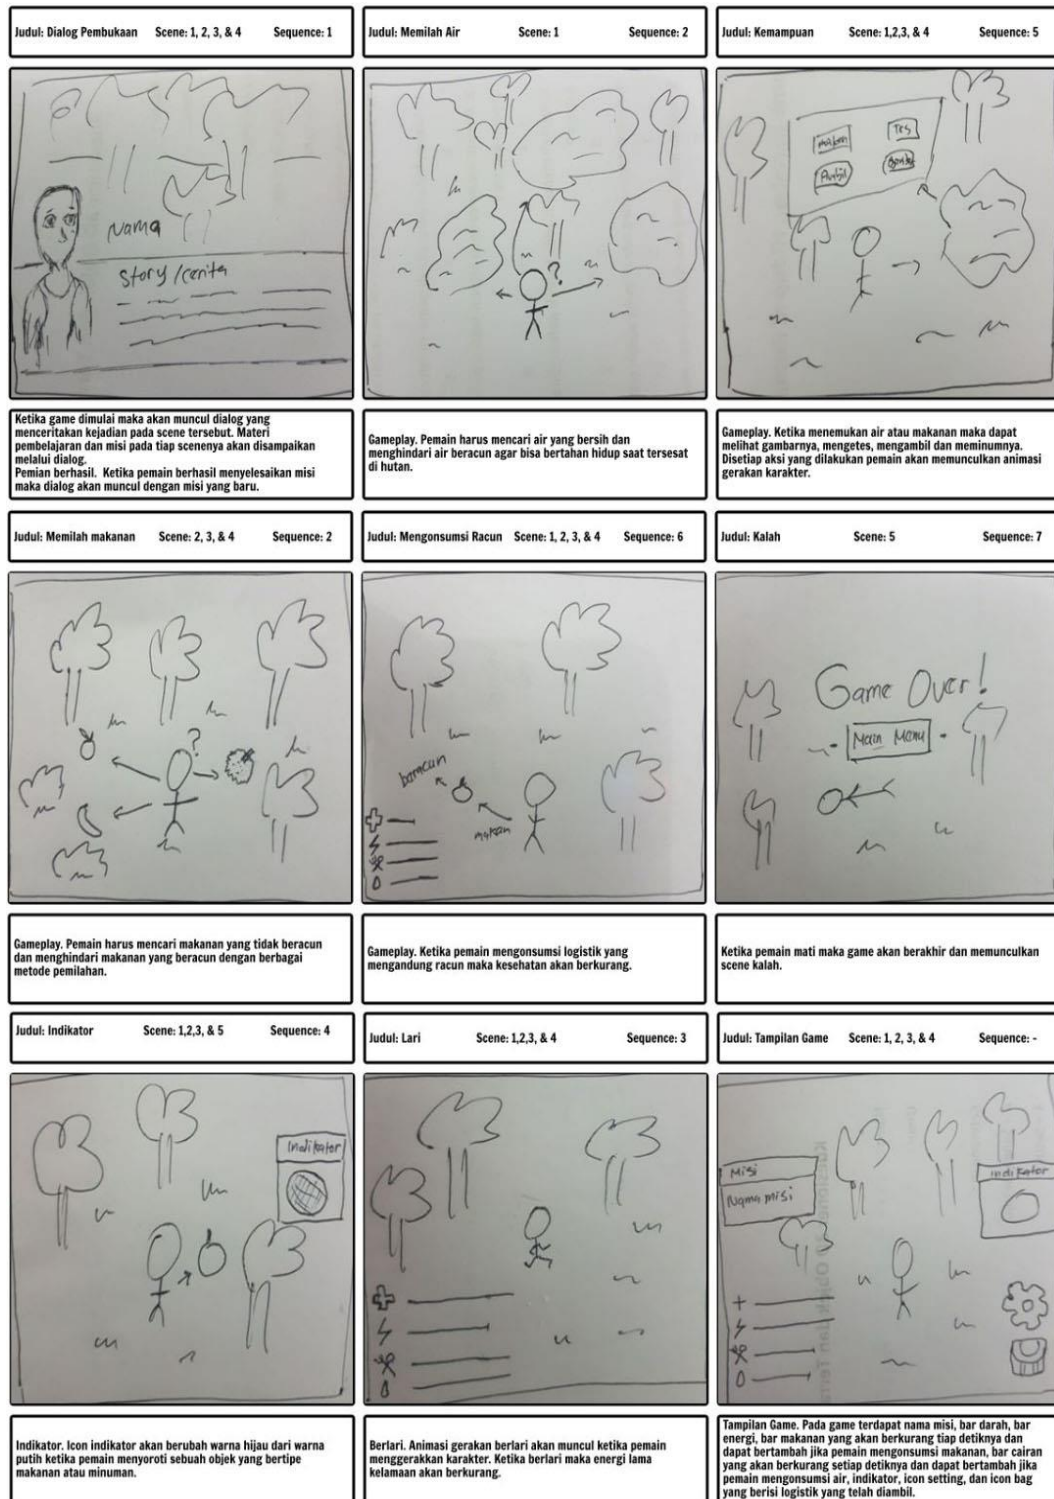 Judul: Dialog Pembukaan Scene: 1, 2, 3, & 4 Sequence: 1
Nama
Story/cerita
Ketika game dimulai maka akan muncul dialog yang
menceritakan kejadian pada scene tersebut. Materi
pembelajaran dan misi pada tiap scenenya akan disampaikan
melalui dialog.
Pemian berhasil. Ketika pemain berhasil menyelesaikan misi
maka dialog akan muncul dengan misi yang baru.
Judul: Memilah Air Scene: 1 Sequence: 2
?
Gameplay. Pemain harus mencari air yang bersih dan
menghindari air beracun agar bisa bertahan hidup saat tersesat
di hutan.
Judul: Kemampuan Scene: 1,2,3, & 4 Sequence: 5
Tes
Ambil
Gameplay. Ketika menemukan air atau makanan maka dapat
melihat gambarnya, mengetes, mengambil dan meminumnya.
Disetiap aksi yang dilakukan pemain akan memunculkan animasi
gerakan karakter.
Judul: Memilah makanan Scene: 2, 3, & 4 Sequence: 2
?
Gameplay. Pemain harus mencari makanan yang tidak beracun
dan menghindari makanan yang beracun dengan berbagai
metode pemilahan.
Judul: Mengonsumsi Racun Scene: 1, 2, 3, & 4 Sequence: 6
beracun
makan
Gameplay. Ketika pemain mengonsumsi logistik yang
mengandung racun maka kesehatan akan berkurang.
Judul: Kalah Scene: 5 Sequence: 7
Game Over!
Main Menu
Ketika pemain mati maka game akan berakhir dan memunculkan
scene kalah.
Judul: Indikator Scene: 1,2,3, & 5 Sequence: 4
Indikator
Indikator. Icon indikator akan berubah warna hijau dari warna
putih ketika pemain menyoroti sebuah objek yang bertipe
makanan atau minuman.
Judul: Lari Scene: 1,2,3, & 4 Sequence: 3
Berlari. Animasi gerakan berlari akan muncul ketika pemain
menggerakkan karakter. Ketika berlari maka energi lama
kelamaan akan berkurang.
Judul: Tampilan Game Scene: 1, 2, 3, & 4 Sequence: -
Misi
Nama misi
Indikator
Tampilan Game. Pada game terdapat nama misi, bar darah, bar
energi, bar makanan yang akan berkurang tiap detiknya dan
dapat bertambah jika pemain mengonsumsi makanan, bar cairan
yang akan berkurang setiap detiknya dan dapat bertambah jika
pemain mengonsumsi air, indikator, icon setting, dan icon bag
yang berisi logistik yang telah diambil.